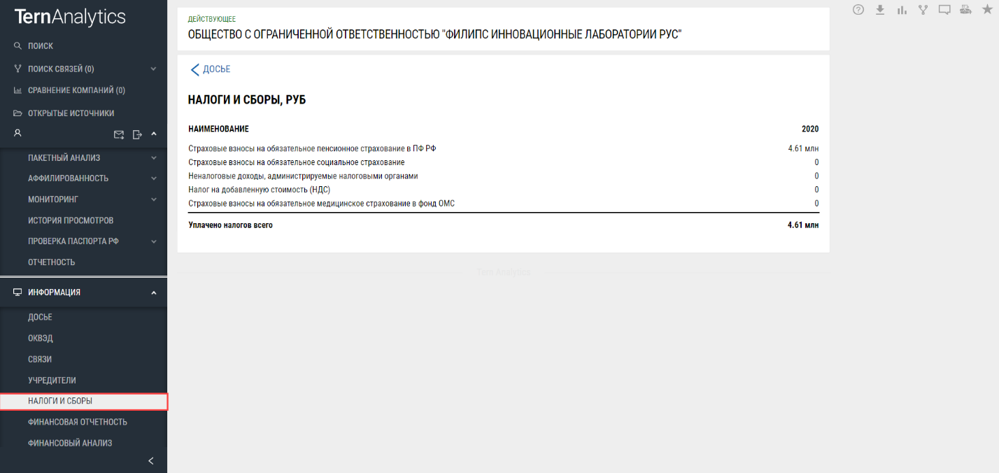 TernAnalytics
ПОИСК
ПОИСК СВЯЗЕЙ (0)
СРАВНЕНИЕ КОМПАНИЙ (0)
ОТКРЫТЫЕ ИСТОЧНИКИ
ПАКЕТНЫЙ АНАЛИЗ
АФФИЛИРОВАННОСТЬ
МОНИТОРИНГ
ИСТОРИЯ ПРОСМОТРОВ
ПРОВЕРКА ПАСПОРТА РФ
ОТЧЕТНОСТЬ
ИНФОРМАЦИЯ
ДОСЬЕ
ОКВЭД
СВЯЗИ
УЧРЕДИТЕЛИ
НАЛОГИ И СБОРЫ
ФИНАНСОВАЯ ОТЧЕТНОСТЬ
ФИНАНСОВЫЙ АНАЛИЗ
ДЕЙСТВУЮЩЕЕ
ОБЩЕСТВО С ОГРАНИЧЕННОЙ ОТВЕТСТВЕННОСТЬЮ "ФИЛИПС ИННОВАЦИОННЫЕ ЛАБОРАТОРИИ РУС"
ДОСЬЕ
НАЛОГИ И СБОРЫ, РУБ
НАИМЕНОВАНИЕ 2020
Страховые взносы на обязательное пенсионное страхование в ПФ РФ 4.61 млн
Страховые взносы на обязательное социальное страхование 0
Неналоговые доходы, администрируемые налоговыми органами 0
Налог на добавленную стоимость (НДС) 0
Страховые взносы на обязательное медицинское страхование в фонд ОМС 0
Уплачено налогов всего 4.61 млн
Tern Analytics